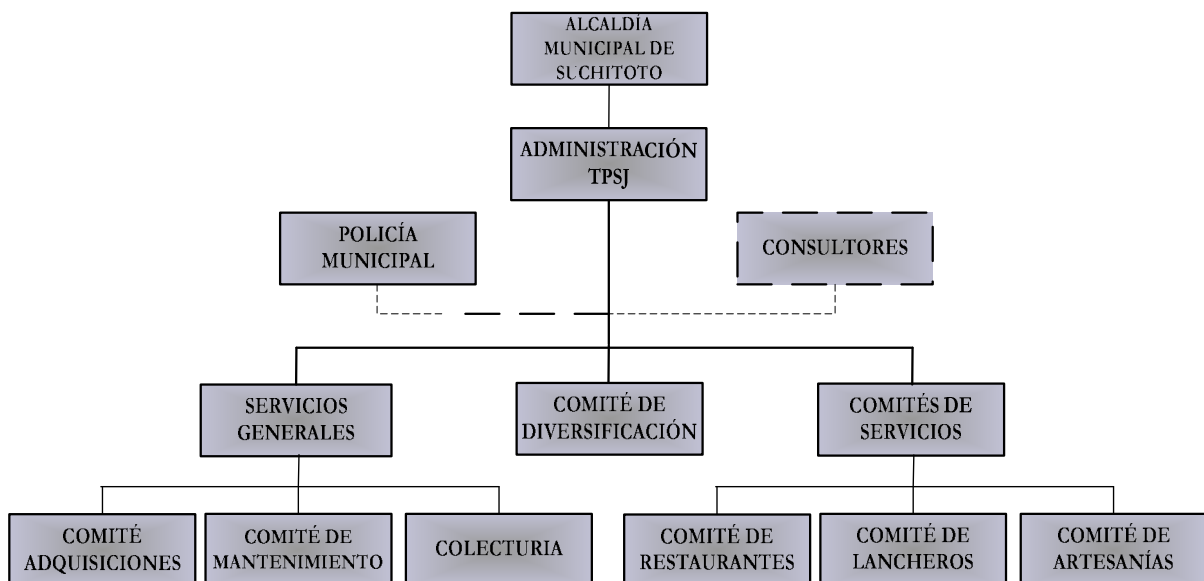 ALCALDÍA
MUNICIPAL DE
SUCHITOTO
ADMINISTRACIÓN
TPSJ
POLICÍA
MUNICIPAL
CONSULTORES
SERVICIOS
GENERALES
COMITÉ DE
DIVERSIFICACIÓN
COMITÉS DE
SERVICIOS
COMITÉ
ADQUISICIONES
COMITÉ DE
MANTENIMIENTO
COLECTURIA
COMITÉ DE
RESTAURANTES
COMITÉ DE
LANCHEROS
COMITÉ DE
ARTESANÍAS